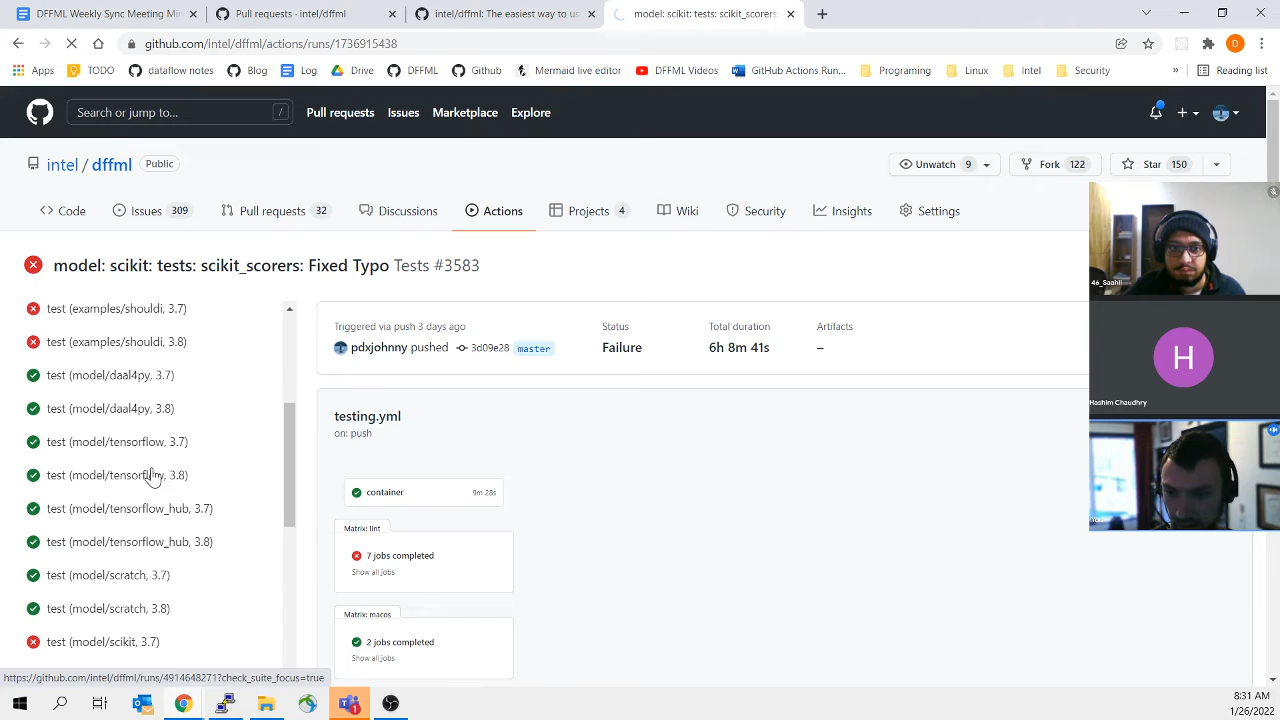 DFFML Weekly Sync Meeting Min
Pull requests · intel/dffml
intel/dffml: The easiest way to us
model: scikit: tests: scikit_scorers:
github.com/intel/dffml/actions/runs/1736915438
D
Apps
TODO
dataflow notes
Blog
Log
Drive
DFFML
Github
Mermaid live editor
DFFML Videos
GitHub Actions Run...
Programing
Linux
Intel
Security
»
Reading list
Search or jump to...
/
Pull requests
Issues
Marketplace
Explore
intel / dffml
Public
Unwatch 9
Fork 122
Star 150
Code
Issues 309
Pull requests 32
Discussions
Actions
Projects 4
Wiki
Security
Insights
Settings
model: scikit: tests: scikit_scorers: Fixed Typo Tests #3583
test (examples/shouldi, 3.7)
test (examples/shouldi, 3.8)
test (model/daal4py, 3.7)
test (model/daal4py, 3.8)
test (model/tensorflow, 3.7)
test (model/tensorflow, 3.8)
test (model/tensorflow_hub, 3.7)
test (model/tensorflow_hub, 3.8)
test (model/scratch, 3.7)
test (model/scratch, 3.8)
test (model/scikit, 3.7)
Triggered via push 3 days ago
pdxjohnny pushed 3d09e28 master
Status
Failure
Total duration
6h 8m 41s
Artifacts
–
testing.yml
on: push
container 9m 28s
Matrix: lint
7 jobs completed
Show all jobs
Matrix: macos
2 jobs completed
Show all jobs
46_Saahil
H
Hashim Chaudhry
https://github.com/intel/dffml/runs/4914648271?check_suite_focus=true
1
8:31 AM
1/26/2022